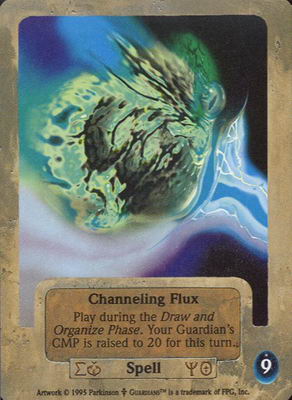 Channeling Flux
Play during the Draw and
Organize Phase. Your Guardian's
CMP is raised to 20 for this turn.
Spell
9
Artwork © 1995 Parkinson GUARDIANS™ is a trademark of FPG, Inc.